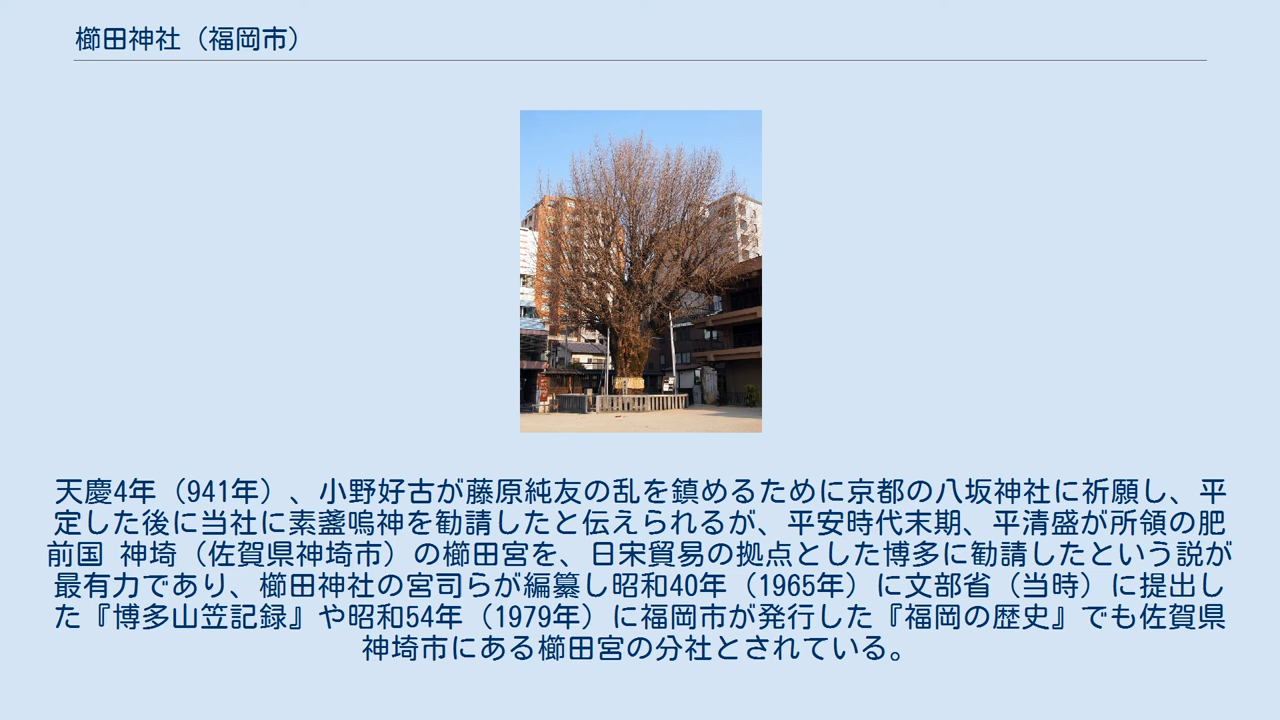 櫛田神社（福岡市）
天慶4年（941年）、小野好古が藤原純友の乱を鎮めるために京都の八坂神社に祈願し、平
定した後に当社に素盞嗚神を勧請したと伝えられるが、平安時代末期、平清盛が所領の肥
前国 神埼（佐賀県神埼市）の櫛田宮を、日宋貿易の拠点とした博多に勧請したという説が
最有力であり、櫛田神社の宮司らが編纂し昭和40年（1965年）に文部省（当時）に提出し
た『博多山笠記録』や昭和54年（1979年）に福岡市が発行した『福岡の歴史』でも佐賀県
神埼市にある櫛田宮の分社とされている。